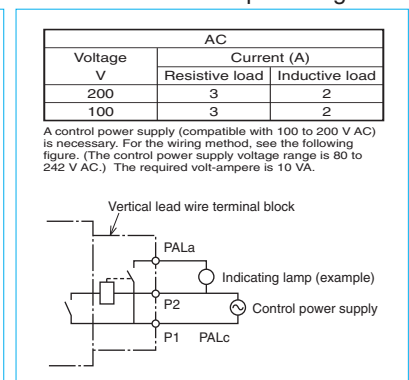 AC
Voltage
V
Current (A)
Resistive load
Inductive load
200
3
2
100
3
2
A control power supply (compatible with 100 to 200 V AC)
is necessary. For the wiring method, see the following
figure. (The control power supply voltage range is 80 to
242 V AC.) The required volt-ampere is 10 VA.
Vertical lead wire terminal block
PALa
Indicating lamp (example)
P2
Control power supply
P1 PALc